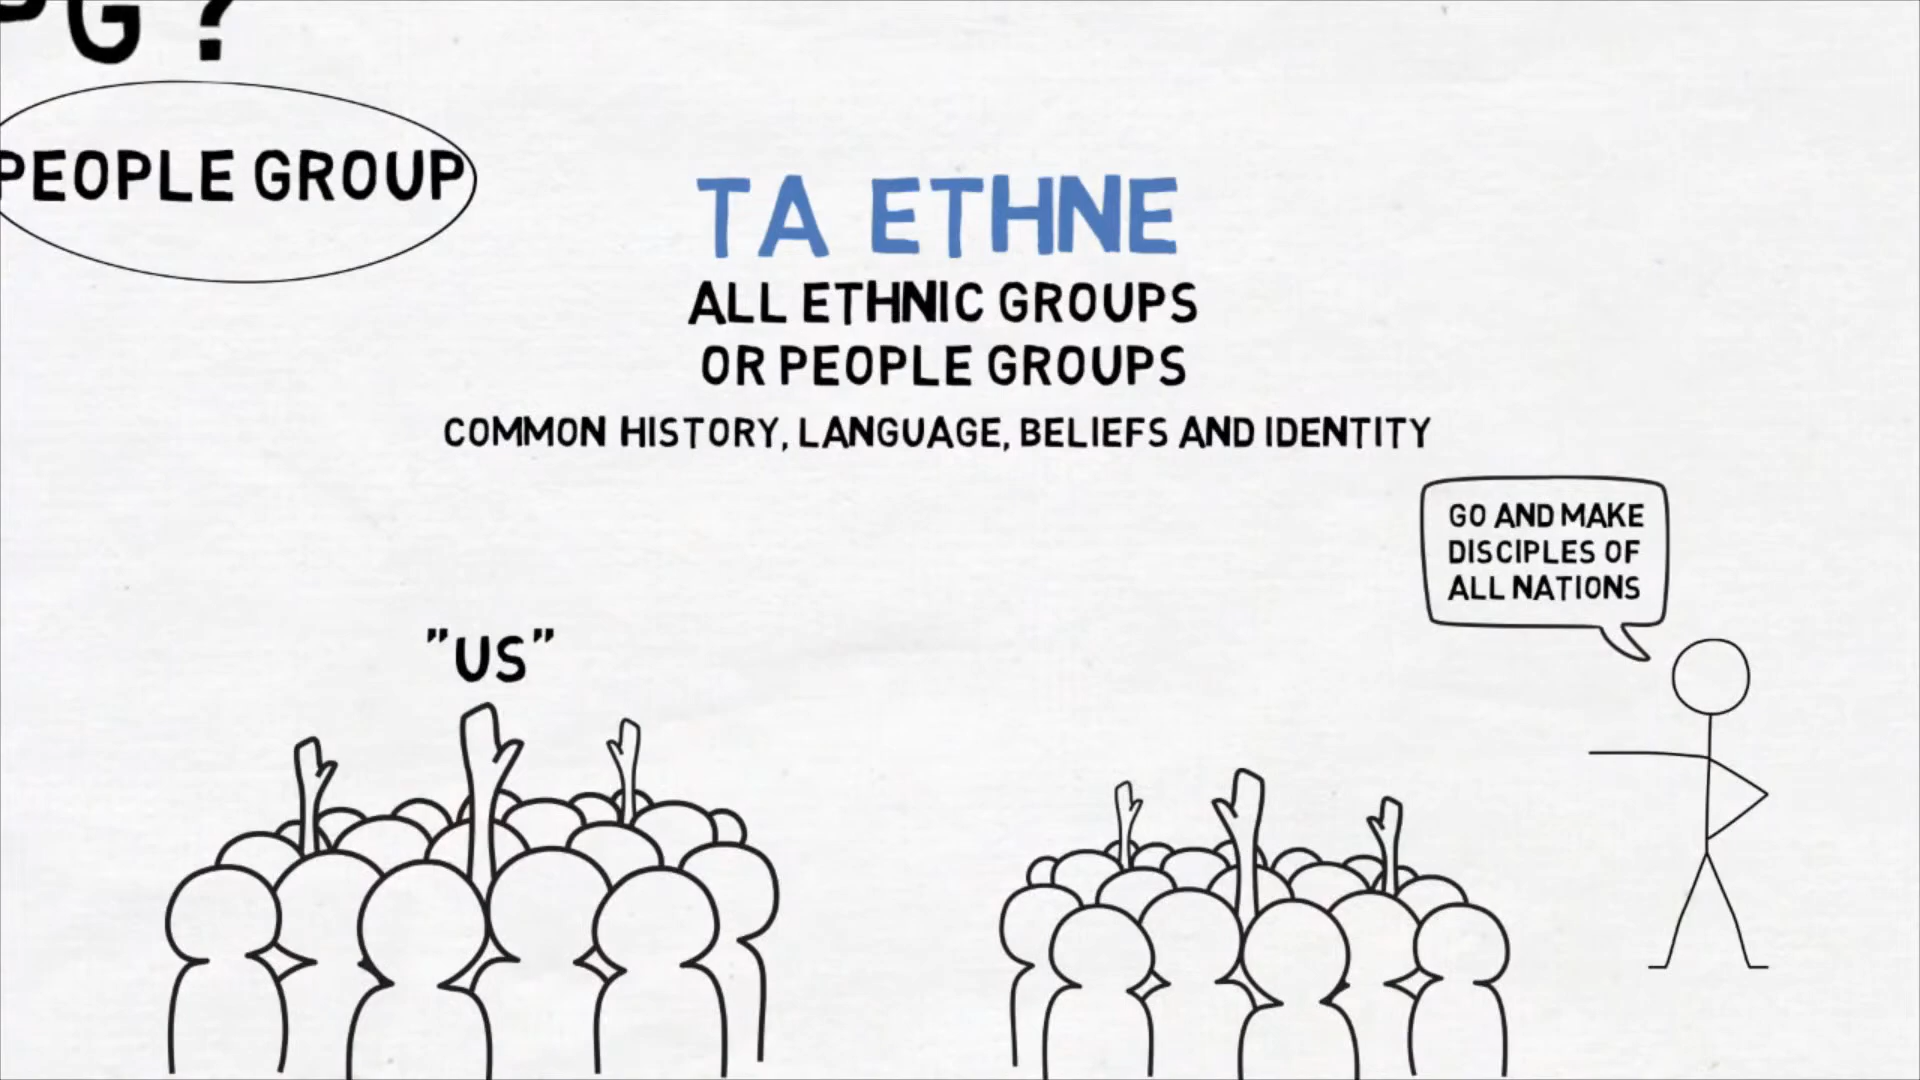 PG?
PEOPLE GROUP
TA ETHNE
ALL ETHNIC GROUPS
OR PEOPLE GROUPS
COMMON HISTORY, LANGUAGE, BELIEFS AND IDENTITY
GO AND MAKE
DISCIPLES OF
ALL NATIONS
"US"